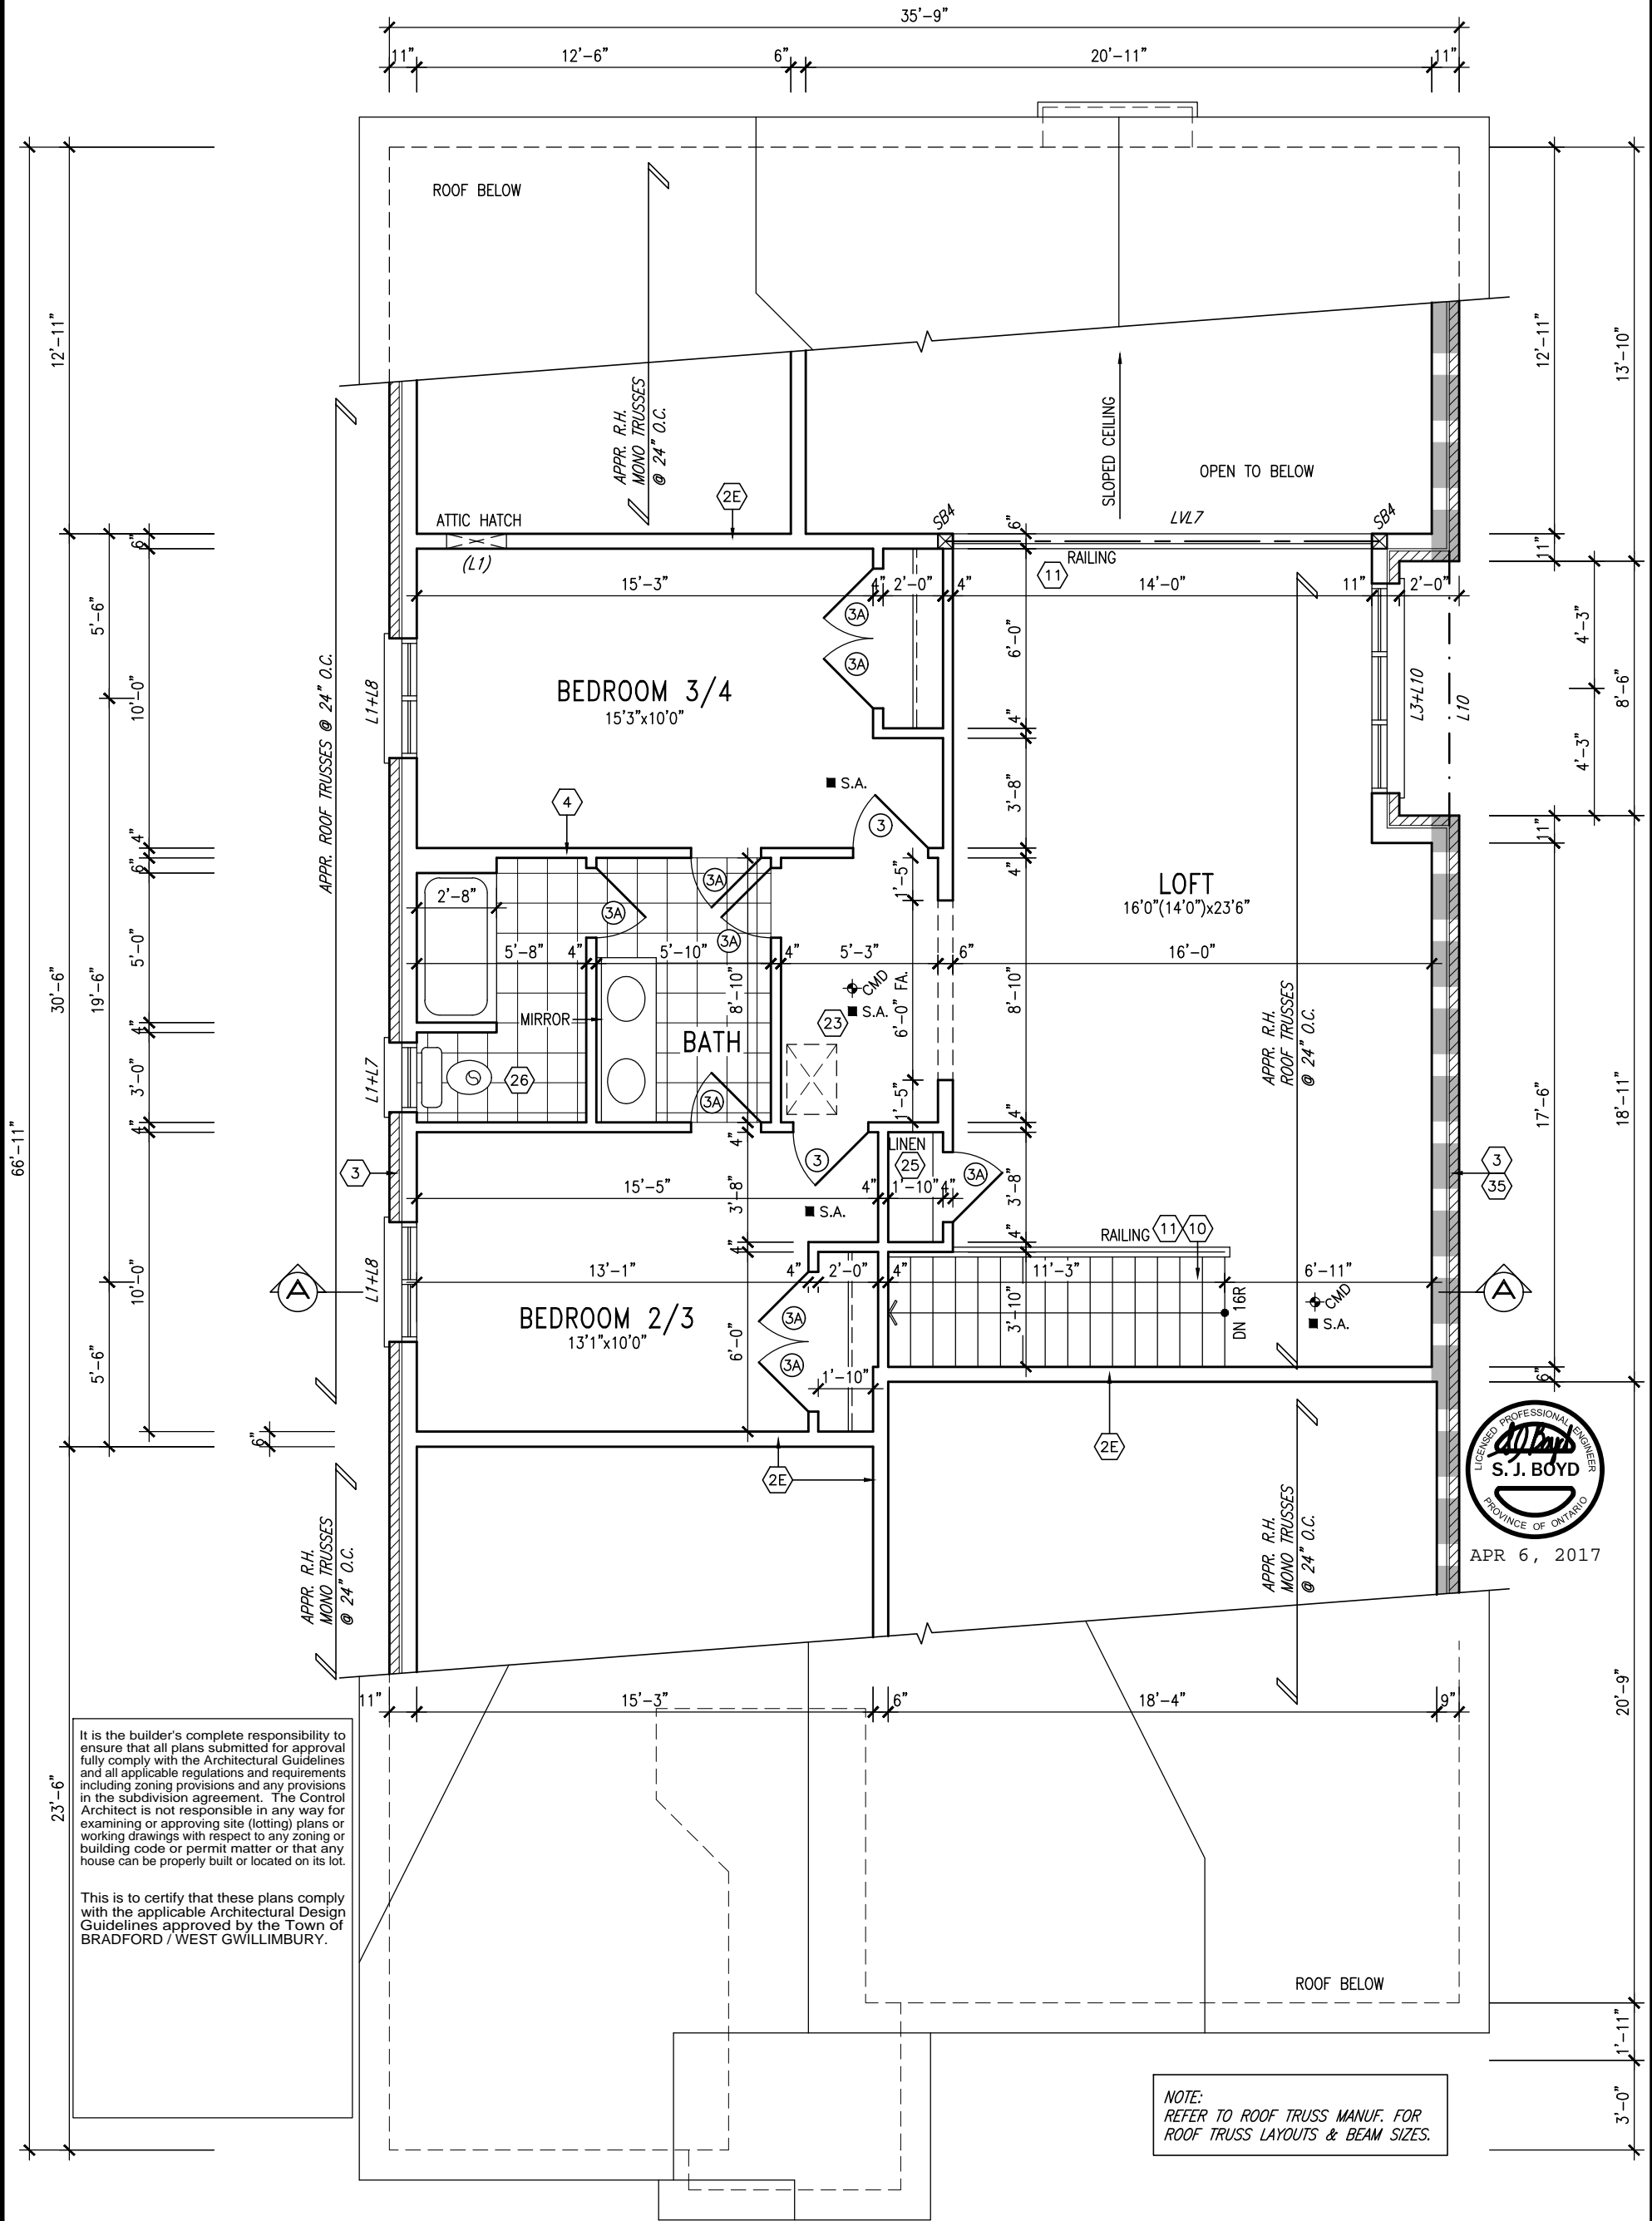 35'-9"
11" 12'-6" 6" 20'-11" 11"
ROOF BELOW
12'-11"
12'-11"
13'-10"
APPR. R.H.
MONO TRUSSES
@ 24" O.C.
SLOPED CEILING
OPEN TO BELOW
2E
ATTIC HATCH
(L1)
SB4
LVL7
SB4
6"
6"
RAILING
11
11"
15'-3" 4" 2'-0" 4" 14'-0" 11" 2'-0"
3A
3A
6'-0"
5'-6"
10'-0"
APPR. ROOF TRUSSES @ 24" O.C.
L1+L8
BEDROOM 3/4
15'3"x10'0"
4"
3'-8"
S.A.
4
3
L3+L10
L10
4'-3"
4'-3"
8'-6"
11"
4"
6"
4"
1'-5"
LOFT
16'0"(14'0")x23'6"
2'-8"
3A
3A
3A
5'-8" 4" 5'-10" 4" 5'-3" 6" 16'-0"
5'-0"
30'-6"
19'-6"
8'-10"
CMD
S.A.
6'-0" FA.
8'-10"
MIRROR
23
BATH
APPR. R.H.
ROOF TRUSSES
@ 24" O.C.
4"
L1+L7
26
3'-0"
3A
1'-5"
4"
4"
4"
4"
17'-6"
18'-11"
66'-11"
3
3
LINEN
25
3A
3
35
15'-5" 4" 1'-10" 4"
3'-8"
3'-8"
S.A.
4"
4"
RAILING
11
10
A
L1+L8
13'-1" 4" 2'-0" 4" 11'-3" 6'-11"
A
10'-0"
BEDROOM 2/3
13'1"x10'0"
3A
3A
6'-0"
3'-10"
DN 16R
CMD
S.A.
1'-10"
5'-6"
6"
6"
2E
2E
LICENSED PROFESSIONAL ENGINEER
S. J. BOYD
PROVINCE OF ONTARIO
APR 6, 2017
APPR. R.H.
MONO TRUSSES
@ 24" O.C.
APPR. R.H.
MONO TRUSSES
@ 24" O.C.
11" 15'-3" 6" 18'-4" 9"
20'-9"
23'-6"
It is the builder's complete responsibility to
ensure that all plans submitted for approval
fully comply with the Architectural Guidelines
and all applicable regulations and requirements
including zoning provisions and any provisions
in the subdivision agreement. The Control
Architect is not responsible in any way for
examining or approving site (lotting) plans or
working drawings with respect to any zoning or
building code or permit matter or that any
house can be properly built or located on its lot.
This is to certify that these plans comply
with the applicable Architectural Design
Guidelines approved by the Town of
BRADFORD / WEST GWILLIMBURY.
ROOF BELOW
1'-11"
3'-0"
NOTE:
REFER TO ROOF TRUSS MANUF. FOR
ROOF TRUSS LAYOUTS & BEAM SIZES.